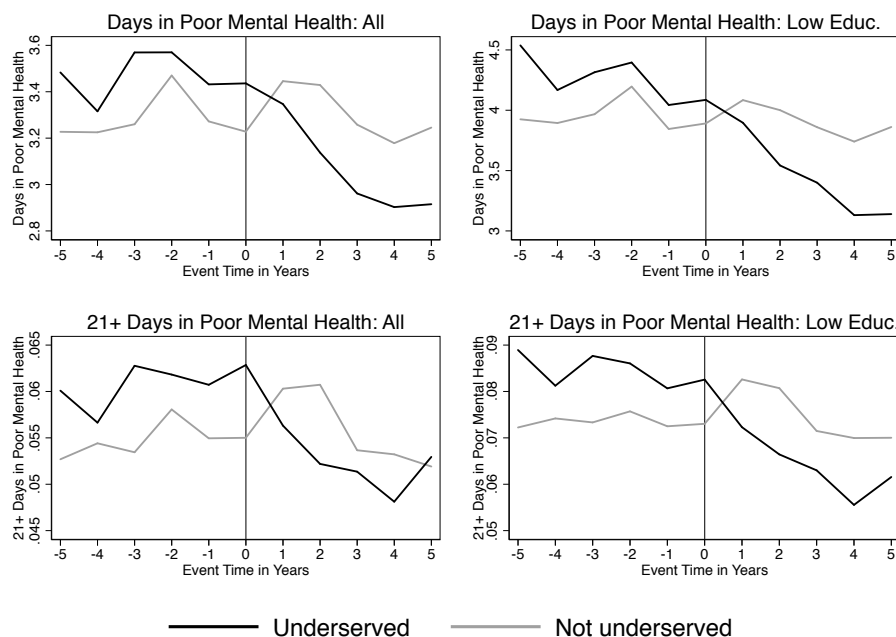 Days in Poor Mental Health: All
Days in Poor Mental Health
2.8 3 3.2 3.4 3.6
-5 -4 -3 -2 -1 0 1 2 3 4 5
Event Time in Years
Days in Poor Mental Health: Low Educ.
Days in Poor Mental Health
3 3.5 4 4.5
-5 -4 -3 -2 -1 0 1 2 3 4 5
Event Time in Years
21+ Days in Poor Mental Health: All
21+ Days in Poor Mental Health
.045 .05 .055 .06 .065
-5 -4 -3 -2 -1 0 1 2 3 4 5
Event Time in Years
21+ Days in Poor Mental Health: Low Educ.
21+ Days in Poor Mental Health
.05 .06 .07 .08 .09
-5 -4 -3 -2 -1 0 1 2 3 4 5
Event Time in Years
Underserved Not underserved